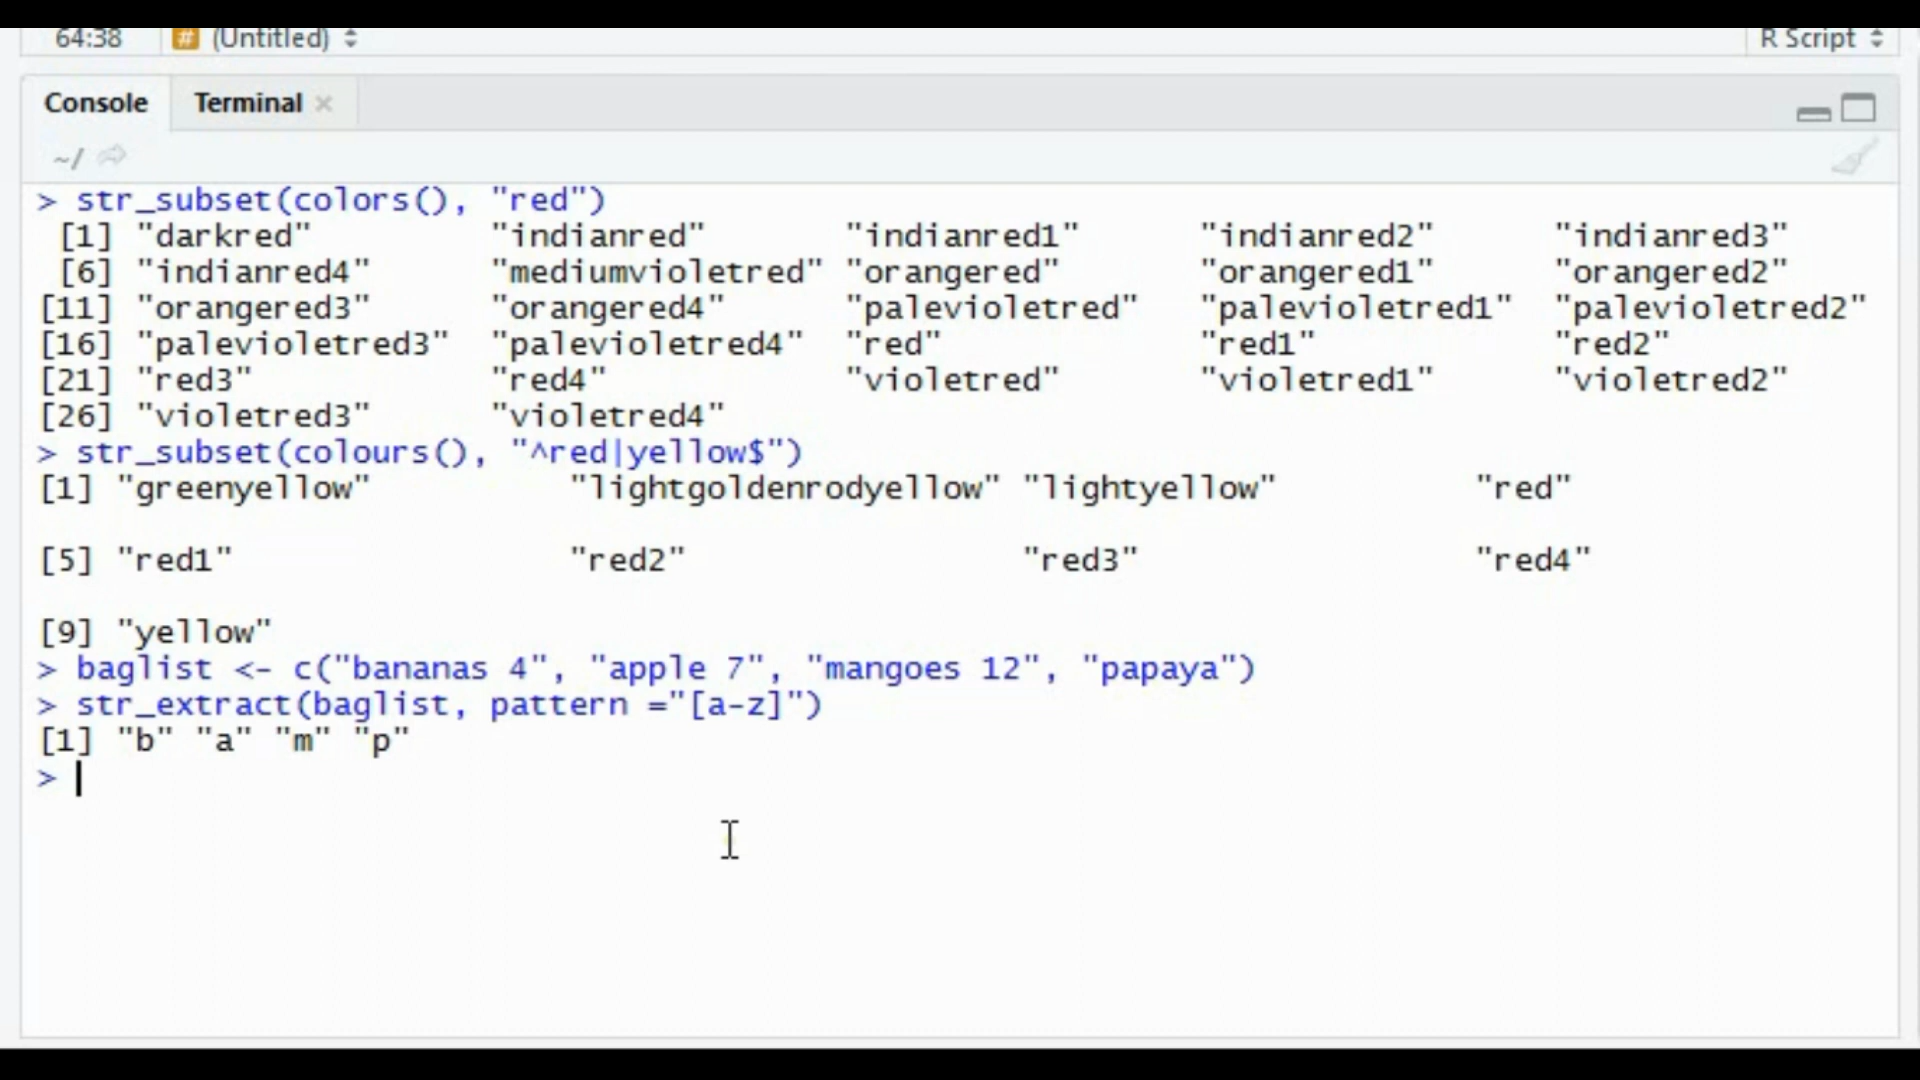 64:38 # (Untitled) R Script
Console Terminal
~/
> str_subset(colors(), "red")
[1] "darkred" "indianred" "indianred1" "indianred2" "indianred3"
[6] "indianred4" "mediumvioletred" "orangered" "orangered1" "orangered2"
[11] "orangered3" "orangered4" "palevioletred" "palevioletred1" "palevioletred2"
[16] "palevioletred3" "palevioletred4" "red" "red1" "red2"
[21] "red3" "red4" "violetred" "violetred1" "violetred2"
[26] "violetred3" "violetred4"
> str_subset(colours(), "^red|yellow$")
[1] "greenyellow" "lightgoldenrodyellow" "lightyellow" "red"
[5] "red1" "red2" "red3" "red4"
[9] "yellow"
> baglist <- c("bananas 4", "apple 7", "mangoes 12", "papaya")
> str_extract(baglist, pattern ="[a-z]")
[1] "b" "a" "m" "p"
>